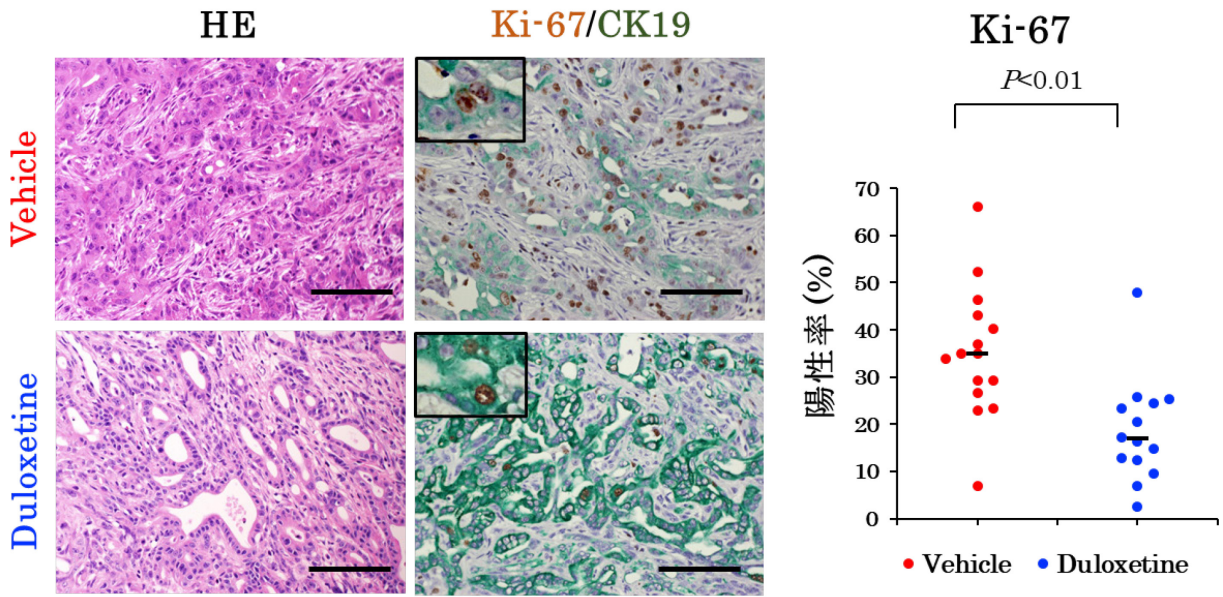 HE
Ki-67/CK19
Vehicle
Duloxetine
Ki-67
P<0.01
陽性率 (%)
70
60
50
40
30
20
10
0
Vehicle
Duloxetine